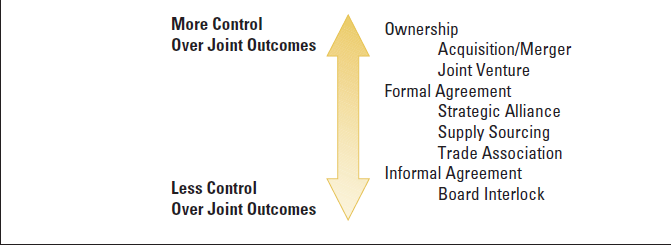 More Control
Over Joint Outcomes
Ownership
Acquisition/Merger
Joint Venture
Formal Agreement
Strategic Alliance
Supply Sourcing
Trade Association
Informal Agreement
Board Interlock
Less Control
Over Joint Outcomes